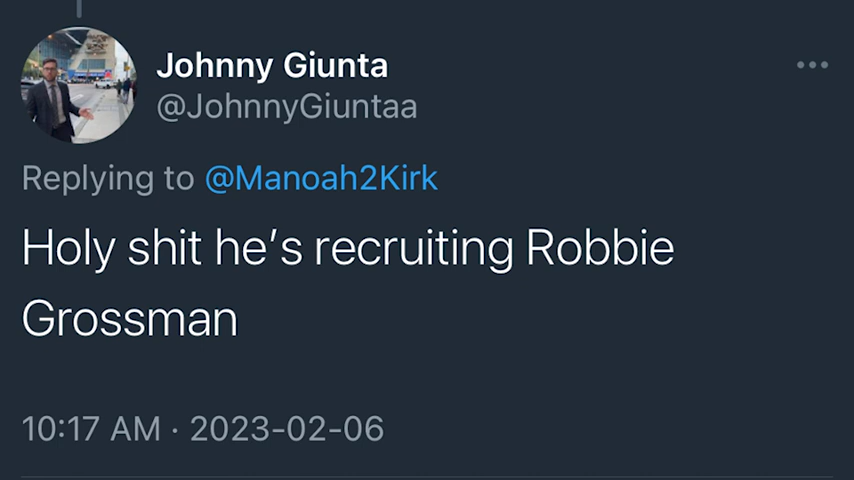 Johnny Giunta
@JohnnyGiuntaa
Replying to @Manoah2Kirk
Holy shit he's recruiting Robbie
Grossman
10:17 AM · 2023-02-06